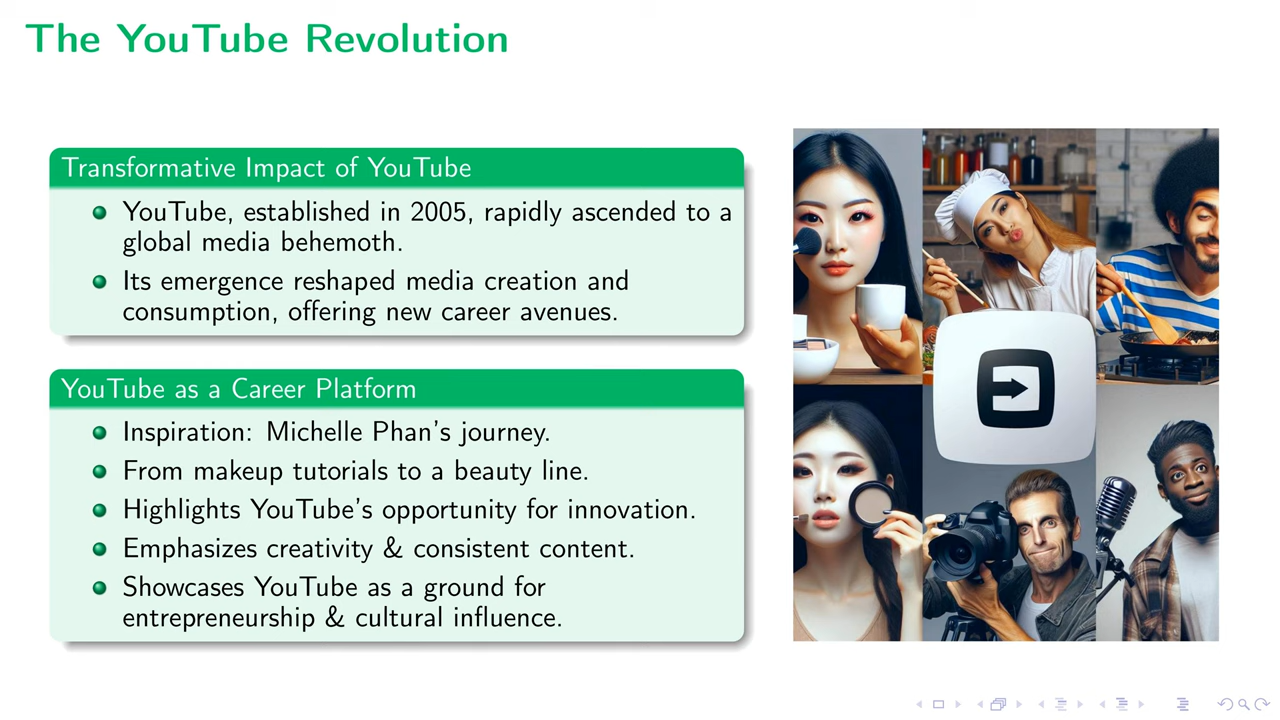 The YouTube Revolution
Transformative Impact of YouTube
YouTube, established in 2005, rapidly ascended to a
global media behemoth.
Its emergence reshaped media creation and
consumption, offering new career avenues.
YouTube as a Career Platform
Inspiration: Michelle Phan's journey.
From makeup tutorials to a beauty line.
Highlights YouTube's opportunity for innovation.
Emphasizes creativity & consistent content.
Showcases YouTube as a ground for
entrepreneurship & cultural influence.